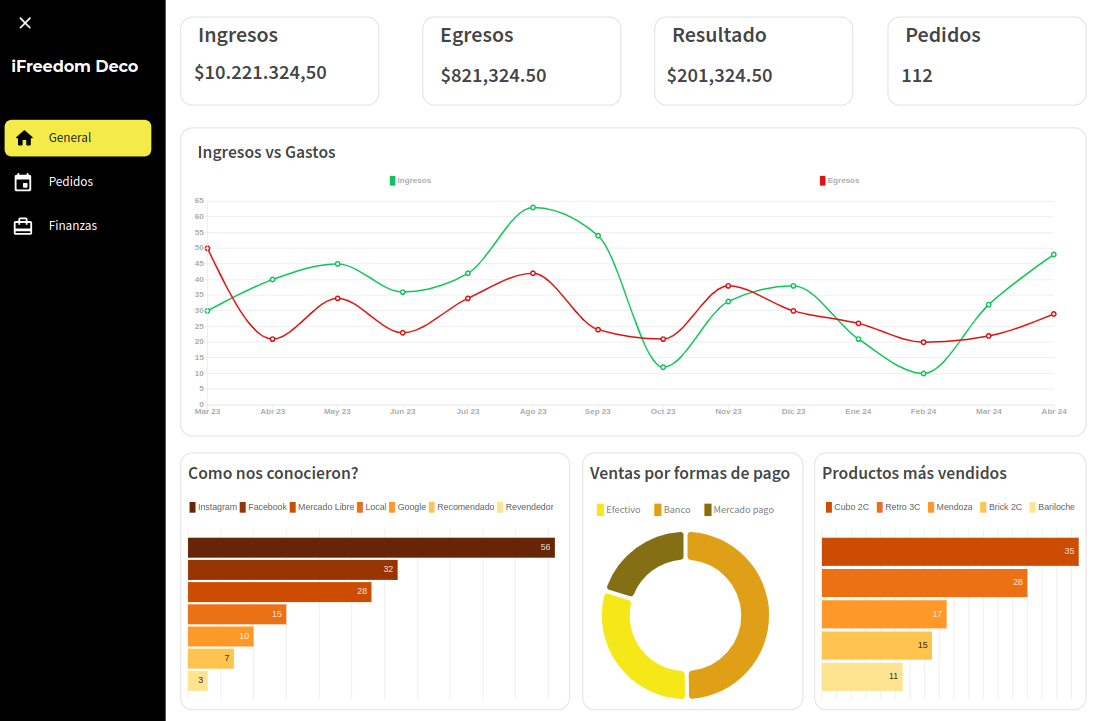 iFreedom Deco
General
Pedidos
Finanzas
Ingresos
$10.221.324,50
Egresos
$821,324.50
Resultado
$201,324.50
Pedidos
112
Ingresos vs Gastos
Ingresos Egresos
65
60
55
50
45
40
35
30
25
20
15
10
5
0
Mar 23 Abr 23 May 23 Jun 23 Jul 23 Ago 23 Sep 23 Oct 23 Nov 23 Dic 23 Ene 24 Feb 24 Mar 24 Abr 24
Como nos conocieron?
Instagram Facebook Mercado Libre Local Google Recomendado Revendedor
56
32
28
15
10
7
3
Ventas por formas de pago
Efectivo Banco Mercado pago
Productos más vendidos
Cubo 2C Retro 3C Mendoza Brick 2C Bariloche
35
28
17
15
11